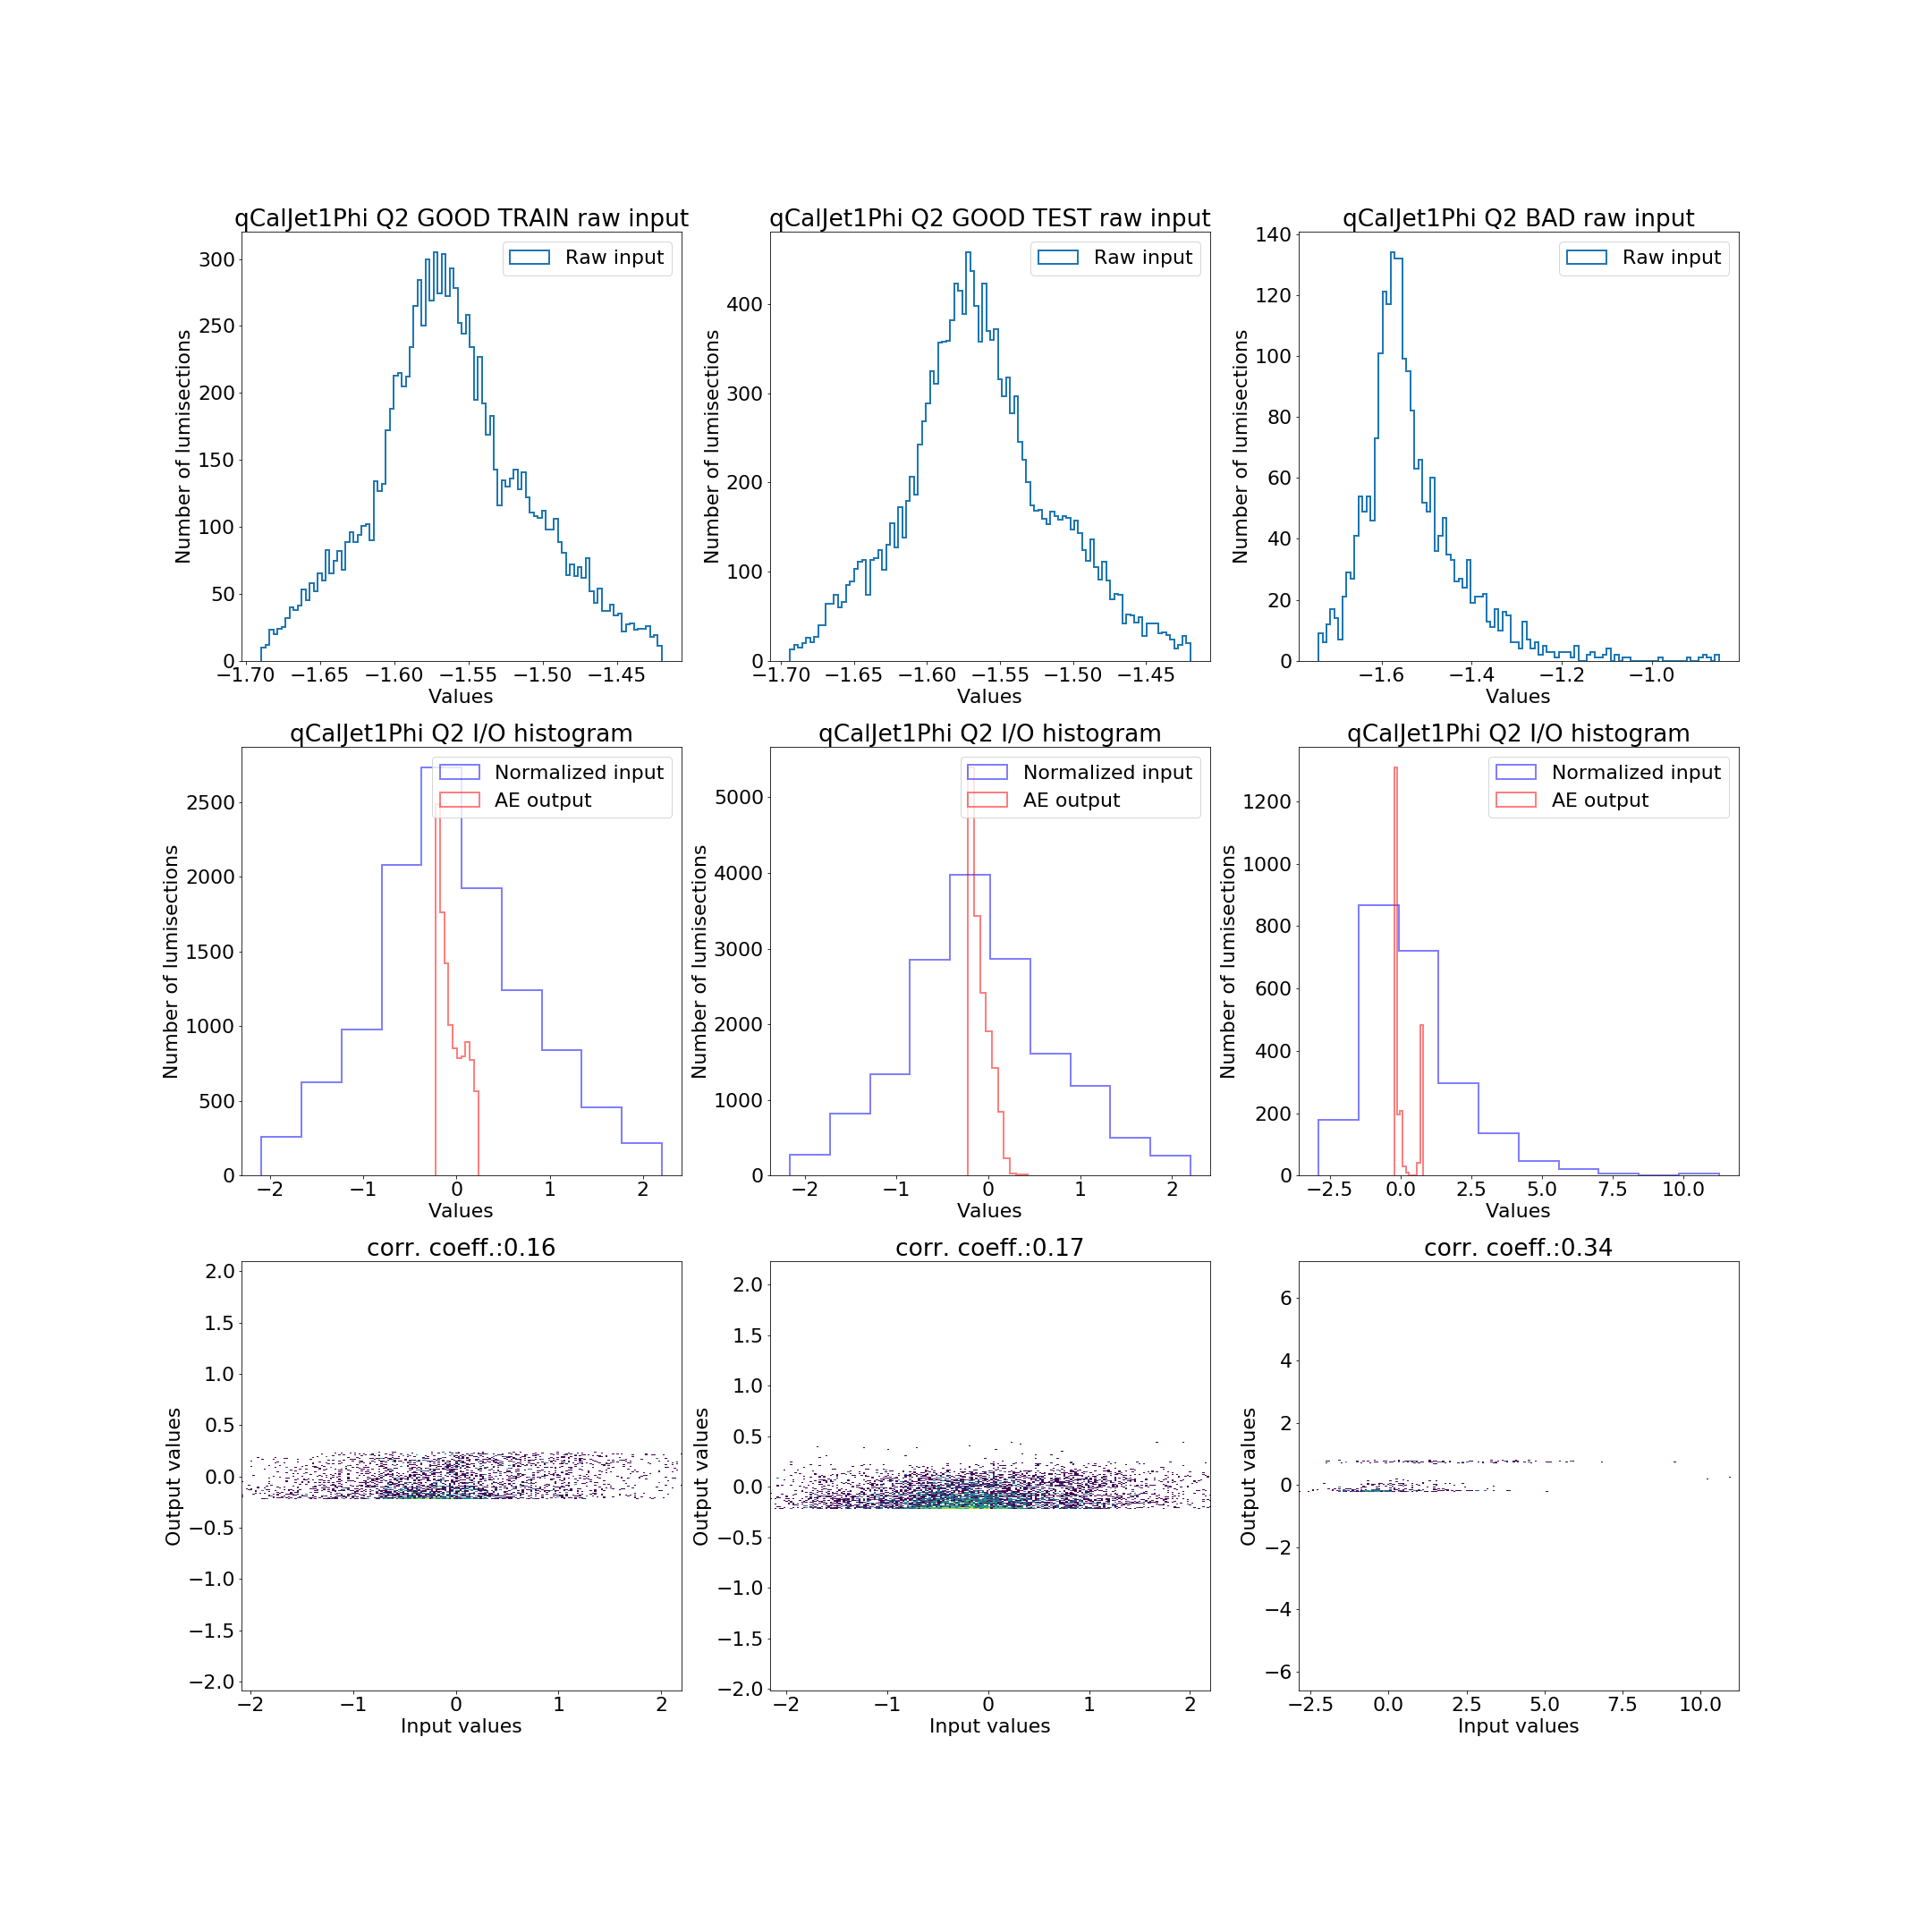 qCalJet1Phi Q2 GOOD TRAIN raw input
Raw input
Number of lumisections
300
250
200
150
100
50
0
−1.70 −1.65 −1.60 −1.55 −1.50 −1.45
Values
qCalJet1Phi Q2 GOOD TEST raw input
Raw input
Number of lumisections
400
300
200
100
0
−1.70 −1.65 −1.60 −1.55 −1.50 −1.45
Values
qCalJet1Phi Q2 BAD raw input
Raw input
Number of lumisections
140
120
100
80
60
40
20
0
−1.6 −1.4 −1.2 −1.0
Values
qCalJet1Phi Q2 I/O histogram
Normalized input
AE output
Number of lumisections
2500
2000
1500
1000
500
0
−2 −1 0 1 2
Values
qCalJet1Phi Q2 I/O histogram
Normalized input
AE output
Number of lumisections
5000
4000
3000
2000
1000
0
−2 −1 0 1 2
Values
qCalJet1Phi Q2 I/O histogram
Normalized input
AE output
Number of lumisections
1200
1000
800
600
400
200
0
−2.5 0.0 2.5 5.0 7.5 10.0
Values
corr. coeff.:0.16
Output values
2.0
1.5
1.0
0.5
0.0
−0.5
−1.0
−1.5
−2.0
−2 −1 0 1 2
Input values
corr. coeff.:0.17
Output values
2.0
1.5
1.0
0.5
0.0
−0.5
−1.0
−1.5
−2.0
−2 −1 0 1 2
Input values
corr. coeff.:0.34
Output values
6
4
2
0
−2
−4
−6
−2.5 0.0 2.5 5.0 7.5 10.0
Input values